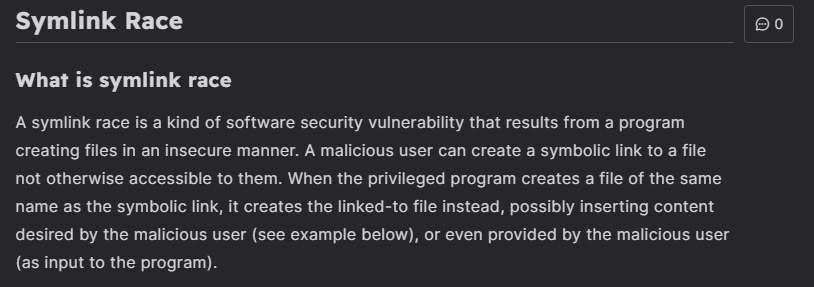 Symlink Race
0
What is symlink race
A symlink race is a kind of software security vulnerability that results from a program
creating files in an insecure manner. A malicious user can create a symbolic link to a file
not otherwise accessible to them. When the privileged program creates a file of the same
name as the symbolic link, it creates the linked-to file instead, possibly inserting content
desired by the malicious user (see example below), or even provided by the malicious user
(as input to the program).